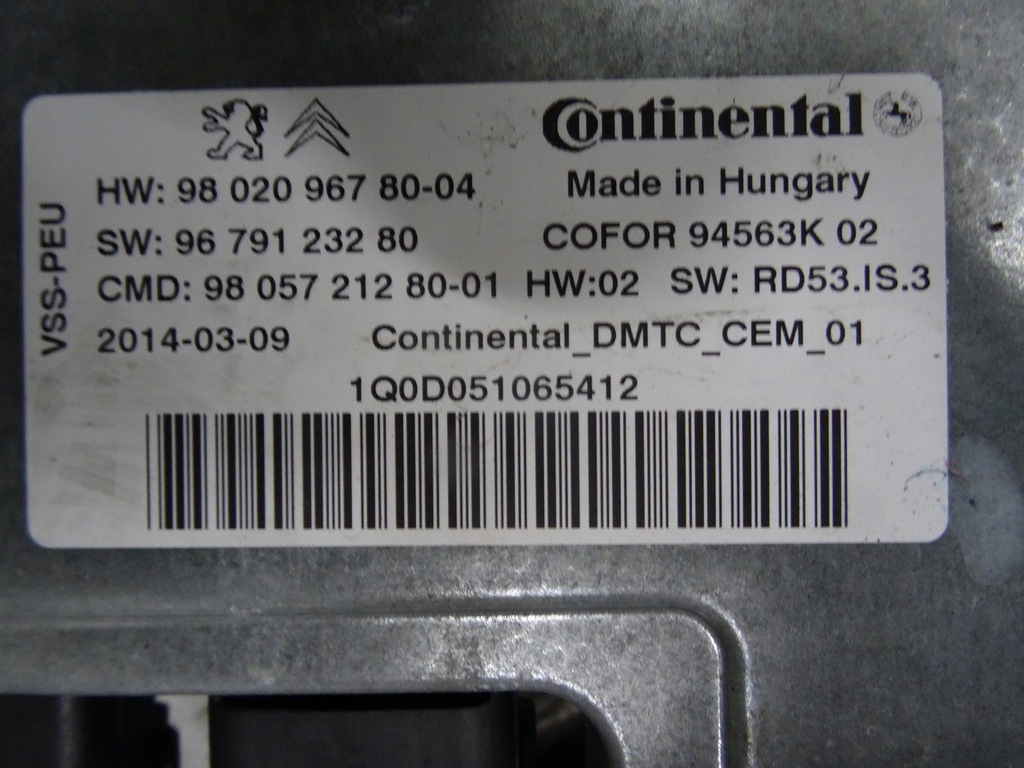 Continental
HW: 98 020 967 80-04 Made in Hungary
SW: 96 791 232 80 COFOR 94563K 02
CMD: 98 057 212 80-01 HW:02 SW: RD53.IS.3
2014-03-09 Continental_DMTC_CEM_01
1Q0D051065412
VSS-PEU